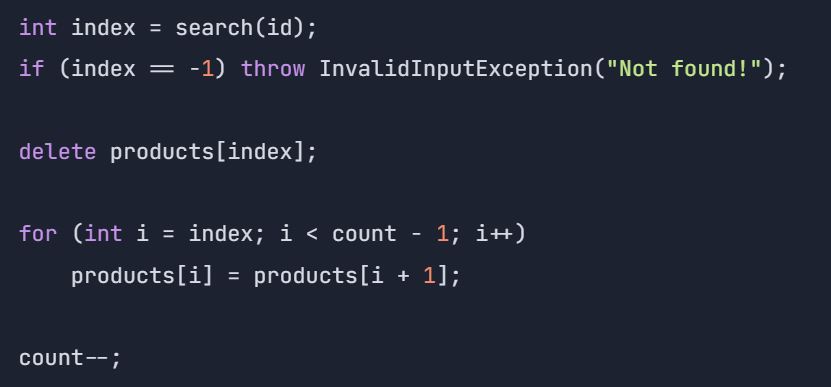 int index = search(id);
if (index == -1) throw InvalidInputException("Not found!");
delete products[index];
for (int i = index; i < count - 1; i++)
    products[i] = products[i + 1];
count--;